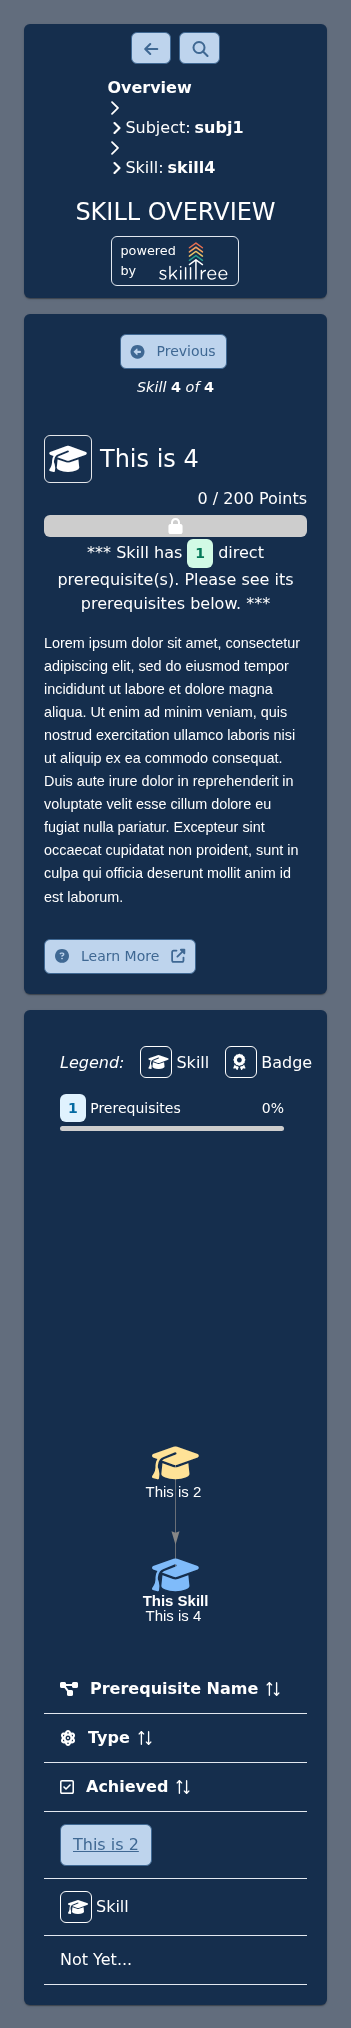 Overview
Subject: subj1
Skill: skill4
SKILL OVERVIEW
powered
by
skilltree
Previous
Skill 4 of 4
This is 4
0 / 200 Points
*** Skill has 1 direct
prerequisite(s). Please see its
prerequisites below. ***
Lorem ipsum dolor sit amet, consectetur
adipiscing elit, sed do eiusmod tempor
incididunt ut labore et dolore magna
aliqua. Ut enim ad minim veniam, quis
nostrud exercitation ullamco laboris nisi
ut aliquip ex ea commodo consequat.
Duis aute irure dolor in reprehenderit in
voluptate velit esse cillum dolore eu
fugiat nulla pariatur. Excepteur sint
occaecat cupidatat non proident, sunt in
culpa qui officia deserunt mollit anim id
est laborum.
Learn More
Legend: Skill Badge
1 Prerequisites 0%
This is 2
This Skill
This is 4
Prerequisite Name
Type
Achieved
This is 2
Skill
Not Yet...